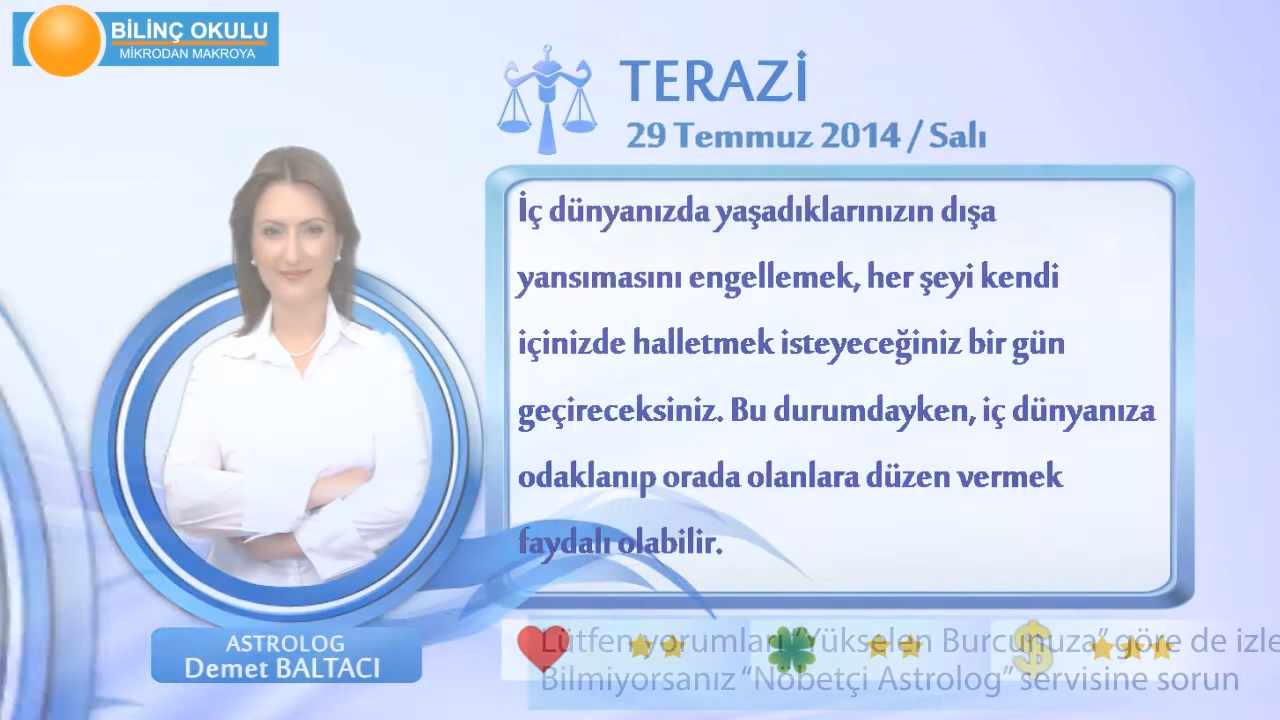 BİLİNÇ OKULU
MİKRODAN MAKROYA
TERAZİ
29 Temmuz 2014 / Salı
İç dünyanızda yaşadıklarınızın dışa
yansımasını engellemek, her şeyi kendi
içinizde halletmek isteyeceğiniz bir gün
geçireceksiniz. Bu durumdayken, iç dünyanıza
odaklanıp orada olanlara düzen vermek
faydalı olabilir.
ASTROLOG
Demet BALTACI
Lütfen yorumları "Yükselen Burcunuza" göre de izle
Bilmiyorsanız "Nöbetçi Astrolog" servisine sorun